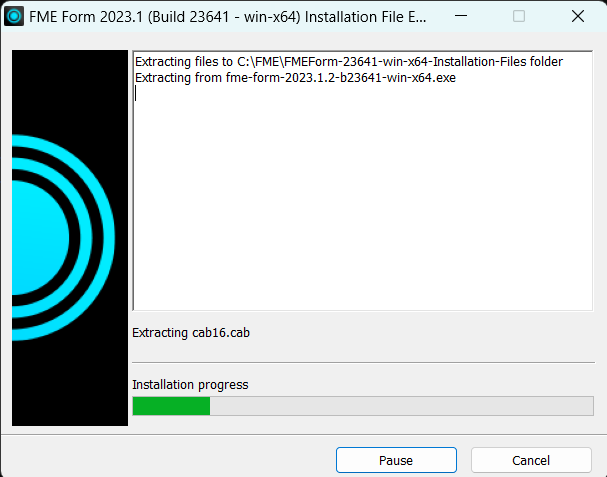 FME Form 2023.1 (Build 23641 - win-x64) Installation File E...
Extracting files to C:\FME\FMEForm-23641-win-x64-Installation-Files folder
Extracting from fme-form-2023.1.2-b23641-win-x64.exe
Extracting cab16.cab
Installation progress
Pause
Cancel